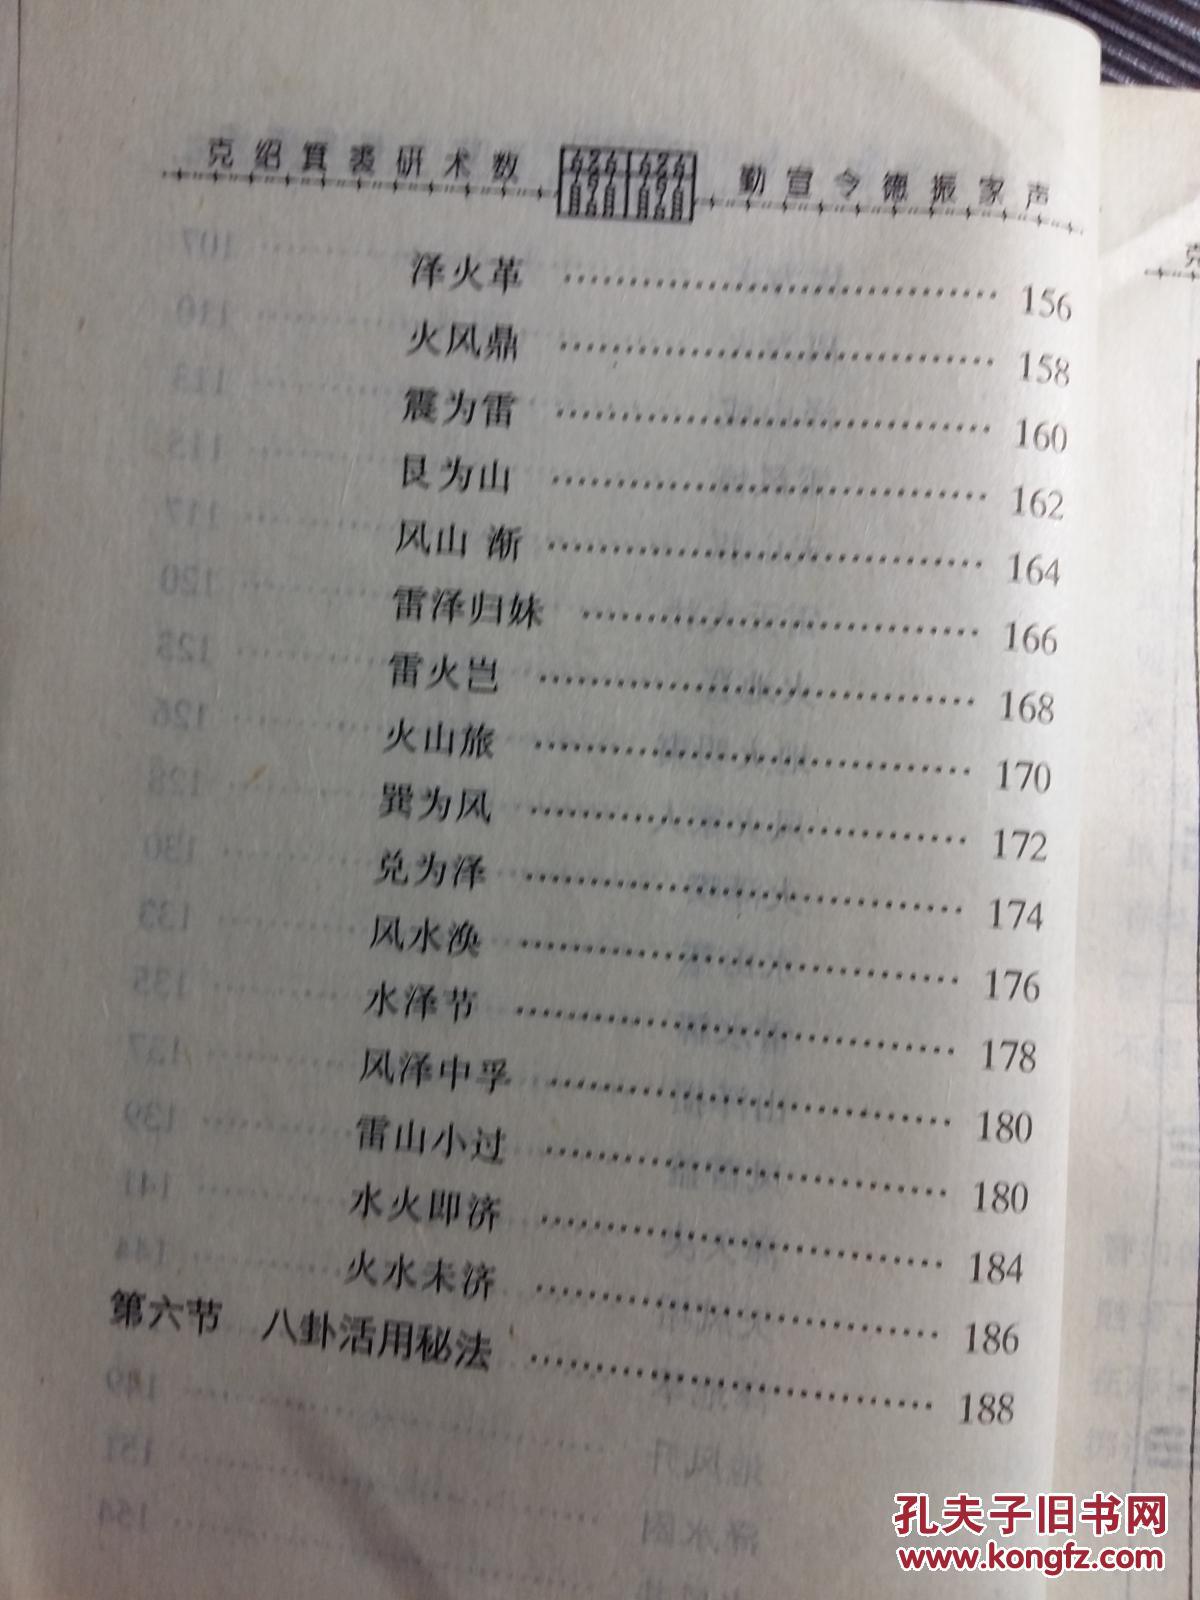 克绍箕裘研术数 勤宣令德振家声
泽火革 …… 156
火风鼎 …… 158
震为雷 …… 160
艮为山 …… 162
风山 渐 …… 164
雷泽归妹 …… 166
雷火岂 …… 168
火山旅 …… 170
巽为风 …… 172
兑为泽 …… 174
风水涣 …… 176
水泽节 …… 178
风泽中孚 …… 180
雷山小过 …… 180
水火即济 …… 184
火水未济 …… 186
第六节 八卦活用秘法 …… 188
孔夫子旧书网
www.kongfz.com